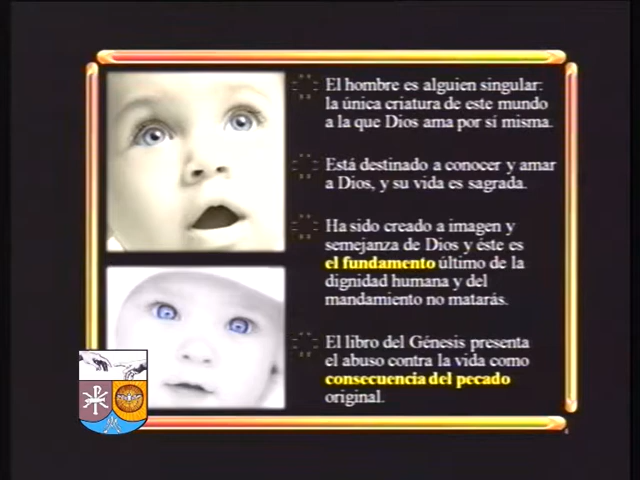 El hombre es alguien singular:
la única criatura de este mundo
a la que Dios ama por sí misma.
Está destinado a conocer y amar
a Dios, y su vida es sagrada.
Ha sido creado a imagen y
semejanza de Dios y éste es
el fundamento último de la
dignidad humana y del
mandamiento no matarás.
El libro del Génesis presenta
el abuso contra la vida como
consecuencia del pecado
original.
4